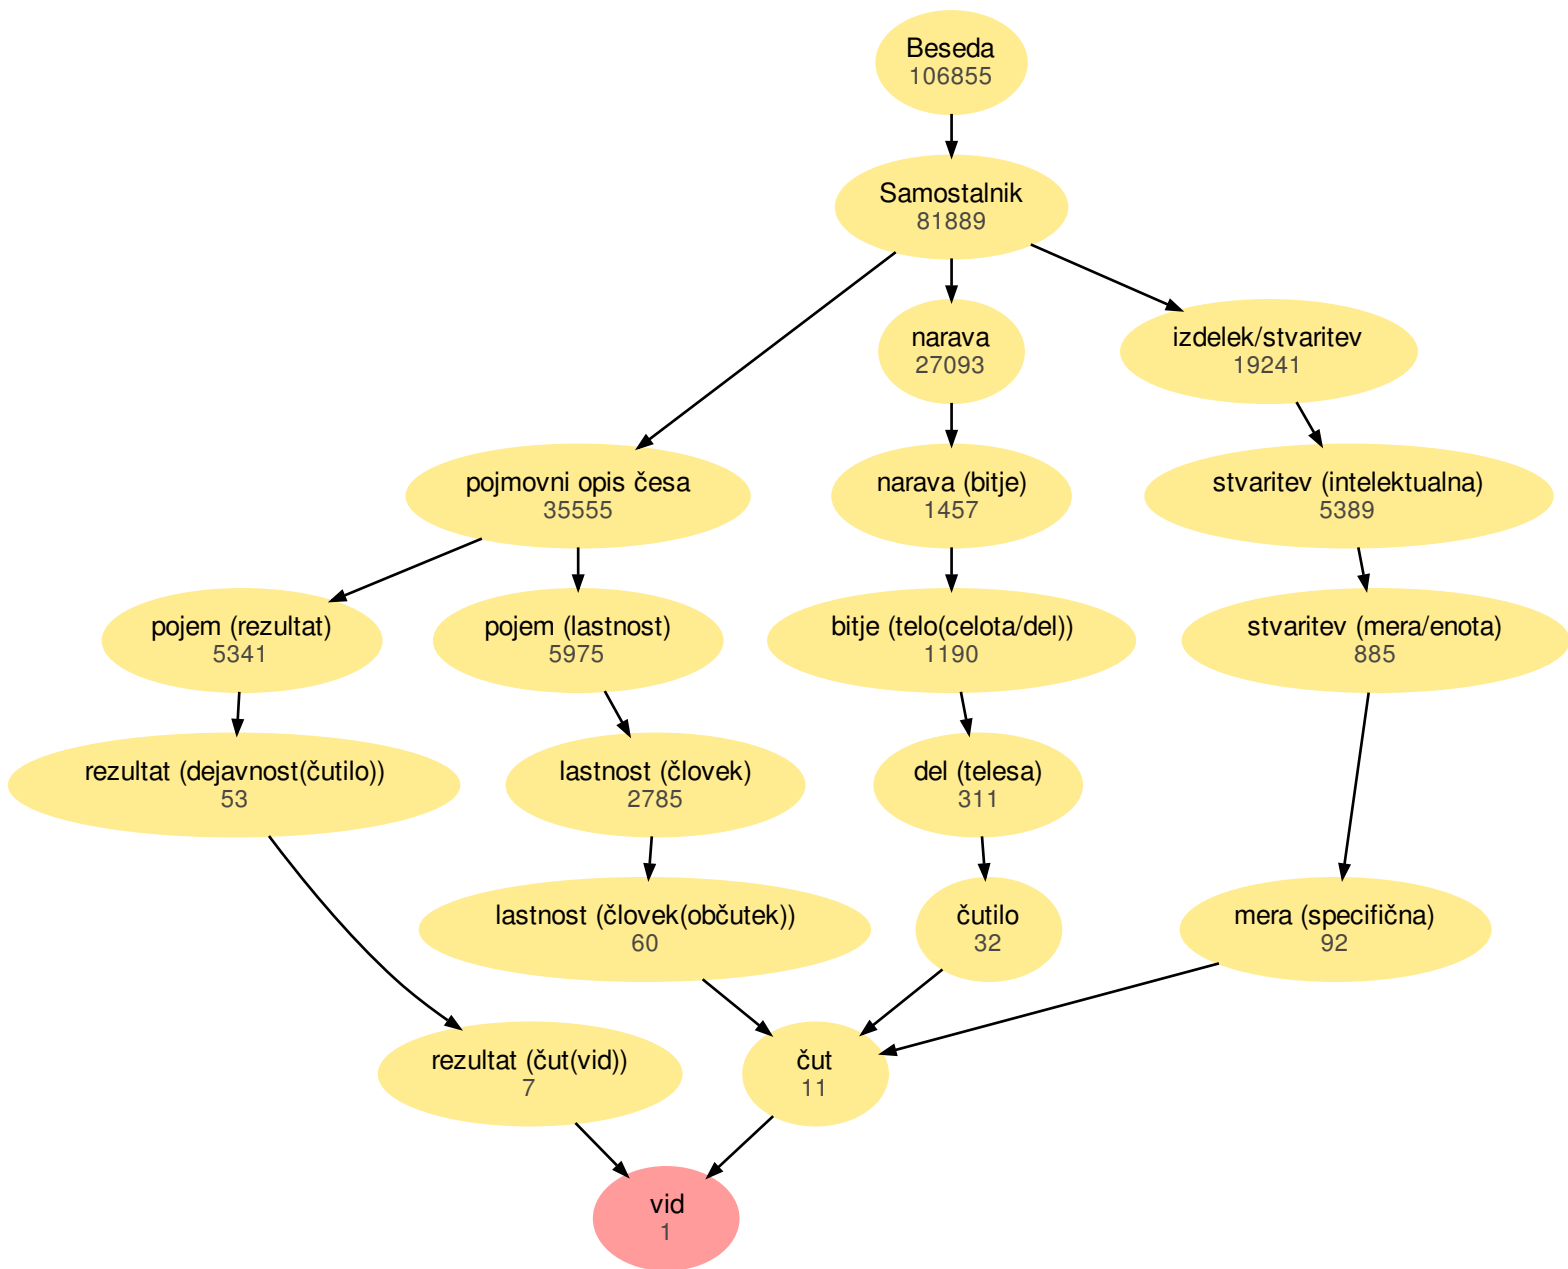 Beseda
106855
Samostalnik
81889
narava
27093
izdelek/stvaritev
19241
pojmovni opis česa
35555
narava (bitje)
1457
stvaritev (intelektualna)
5389
pojem (rezultat)
5341
pojem (lastnost)
5975
bitje (telo(celota/del))
1190
stvaritev (mera/enota)
885
rezultat (dejavnost(čutilo))
53
lastnost (človek)
2785
del (telesa)
311
lastnost (človek(občutek))
60
čutilo
32
mera (specifična)
92
rezultat (čut(vid))
7
čut
11
vid
1